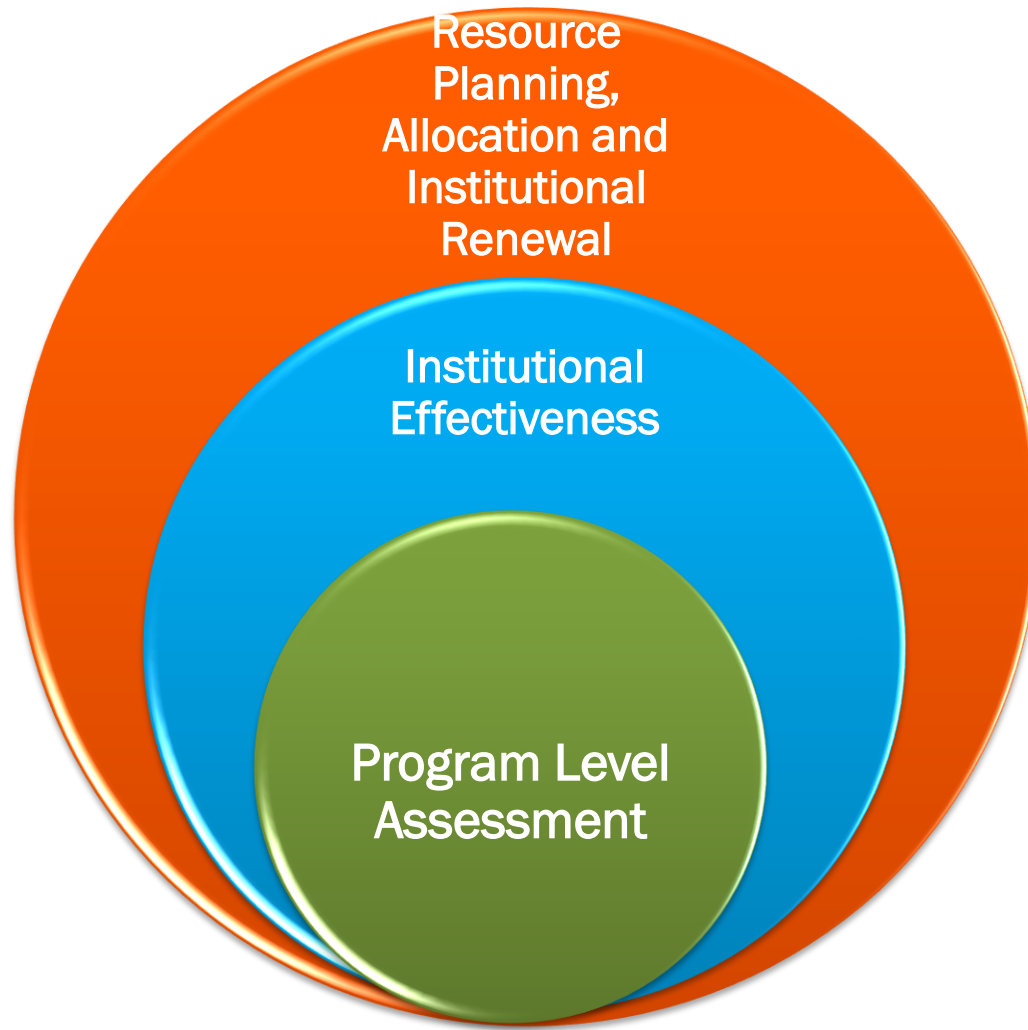 Resource
Planning,
Allocation and
Institutional
Renewal
Institutional
Effectiveness
Program Level
Assessment